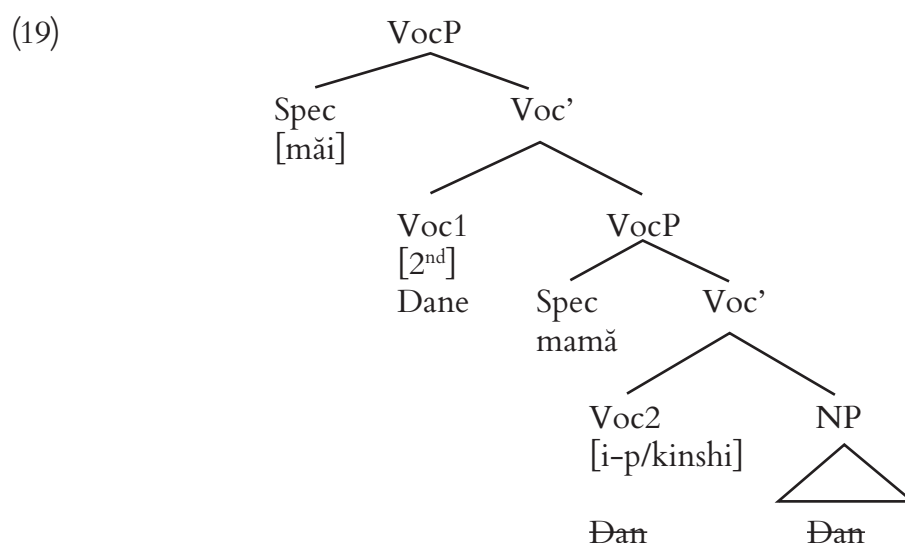 (19)
VocP
Spec Voc’
[măi]
Voc1 VocP
[2nd]
Dane Spec Voc’
mamă
Voc2 NP
[i-p/kinshi]
Dan Dan